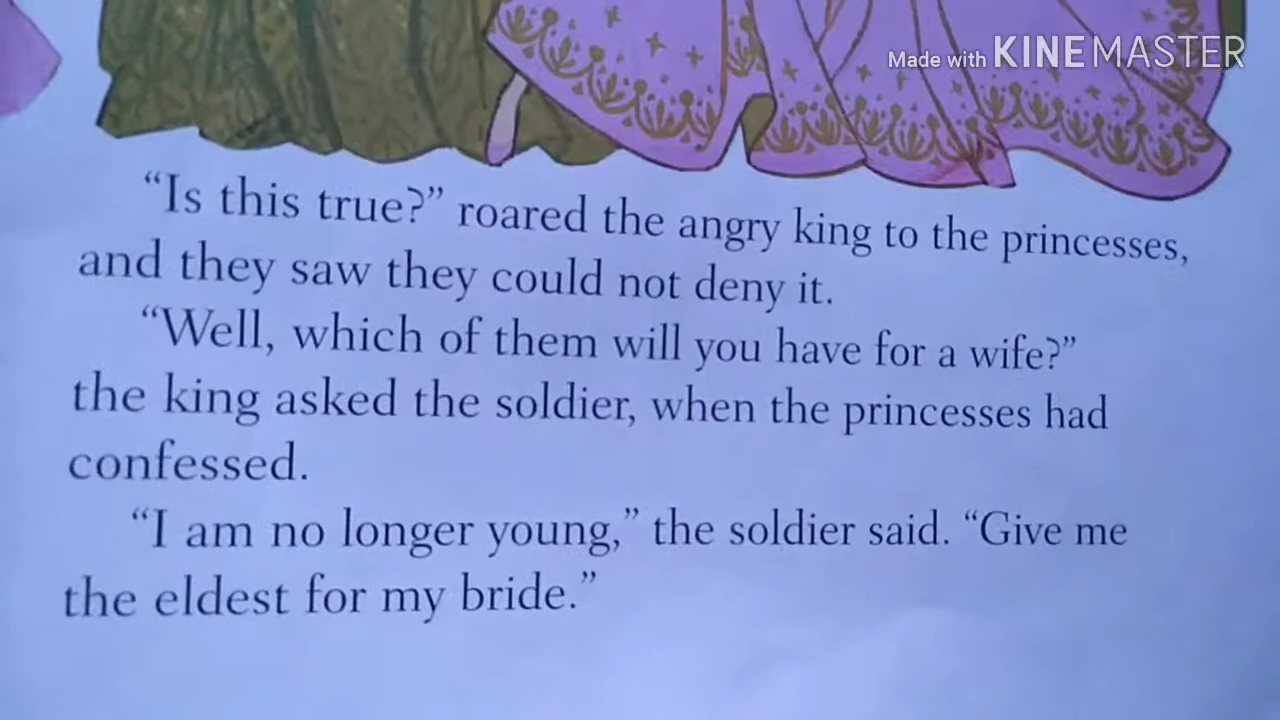 Made with KINEMASTER
“Is this true?” roared the angry king to the princesses,
and they saw they could not deny it.
“Well, which of them will you have for a wife?”
the king asked the soldier, when the princesses had
confessed.
“I am no longer young,” the soldier said. “Give me
the eldest for my bride.”